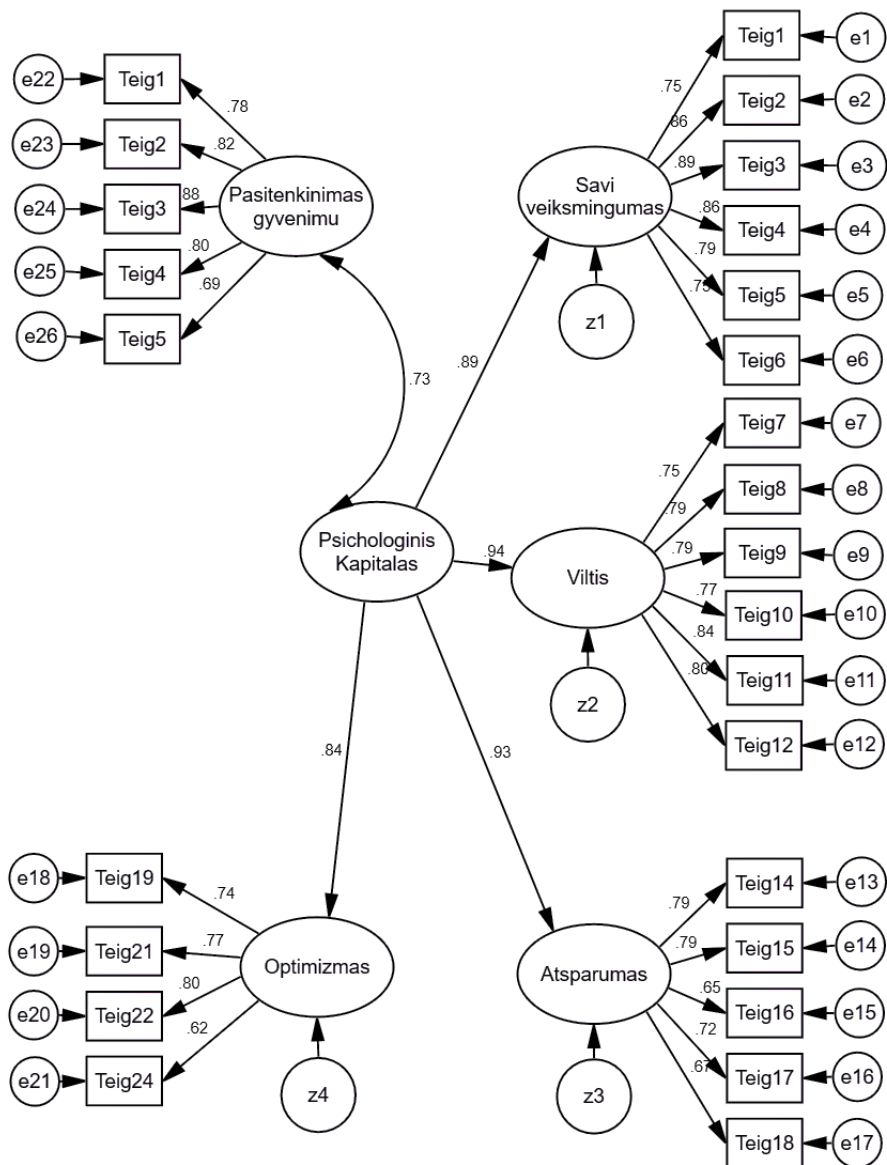 e22
Teig1
.78
e23
Teig2
.82
e24
Teig3
88
e25
Teig4
.80
e26
Teig5
.69
Pasitenkinimas
gyvenimu
.73
Psichologinis
Kapitalas
.89
Savi
veiksmingumas
z1
.75
Teig1
e1
86
Teig2
e2
.89
Teig3
e3
.86
Teig4
e4
.79
Teig5
e5
Teig6
e6
.94
Viltis
z2
.75
Teig7
e7
.79
Teig8
e8
.79
Teig9
e9
.77
Teig10
e10
.84
Teig11
e11
.80
Teig12
e12
.84
Optimizmas
z4
e18
Teig19
.74
e19
Teig21
.77
e20
Teig22
.80
e21
Teig24
.62
.93
Atsparumas
z3
.79
Teig14
e13
.79
Teig15
e14
.65
Teig16
e15
.72
Teig17
e16
.67
Teig18
e17